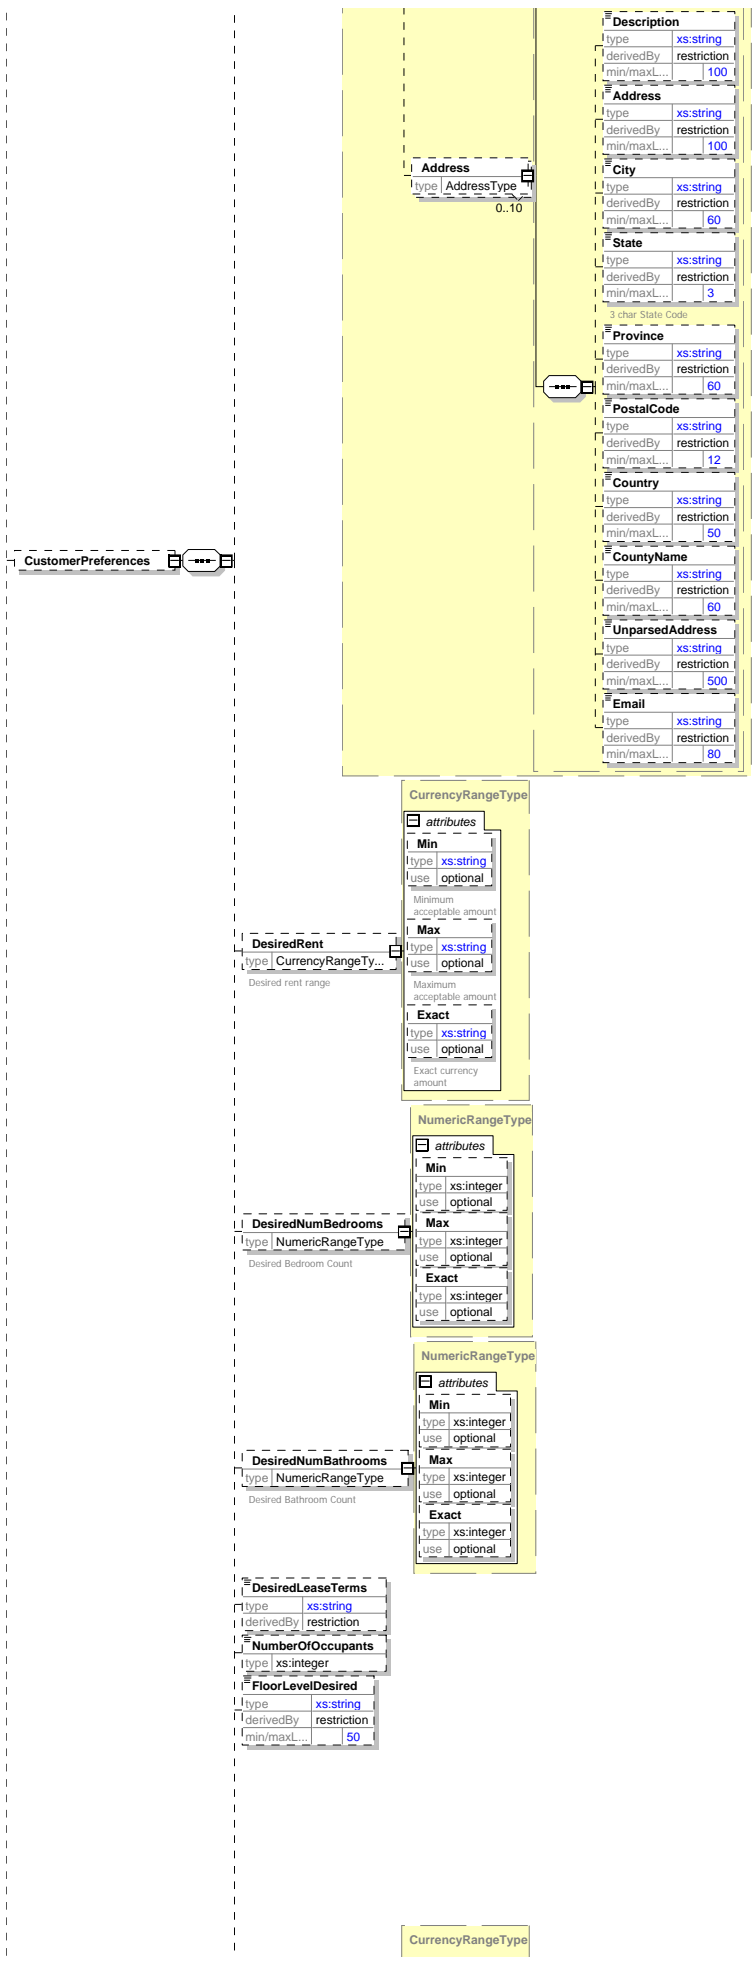 Description
type xs:string
derivedBy restriction
min/maxL... 100
Address
type xs:string
derivedBy restriction
min/maxL... 100
Address
type AddressType
0..10
City
type xs:string
derivedBy restriction
min/maxL... 60
State
type xs:string
derivedBy restriction
min/maxL... 3
3 char State Code
Province
type xs:string
derivedBy restriction
min/maxL... 60
PostalCode
type xs:string
derivedBy restriction
min/maxL... 12
Country
type xs:string
derivedBy restriction
min/maxL... 50
CustomerPreferences
CountyName
type xs:string
derivedBy restriction
min/maxL... 60
UnparsedAddress
type xs:string
derivedBy restriction
min/maxL... 500
Email
type xs:string
derivedBy restriction
min/maxL... 80
CurrencyRangeType
attributes
Min
type xs:string
use optional
Minimum
acceptable amount
Max
type xs:string
use optional
Maximum
acceptable amount
DesiredRent
type CurrencyRangeTy...
Desired rent range
Exact
type xs:string
use optional
Exact currency
amount
NumericRangeType
attributes
Min
type xs:integer
use optional
DesiredNumBedrooms
type NumericRangeType
Desired Bedroom Count
Max
type xs:integer
use optional
Exact
type xs:integer
use optional
NumericRangeType
attributes
Min
type xs:integer
use optional
DesiredNumBathrooms
type NumericRangeType
Desired Bathroom Count
Max
type xs:integer
use optional
Exact
type xs:integer
use optional
DesiredLeaseTerms
type xs:string
derivedBy restriction
NumberOfOccupants
type xs:integer
FloorLevelDesired
type xs:string
derivedBy restriction
min/maxL... 50
CurrencyRangeType